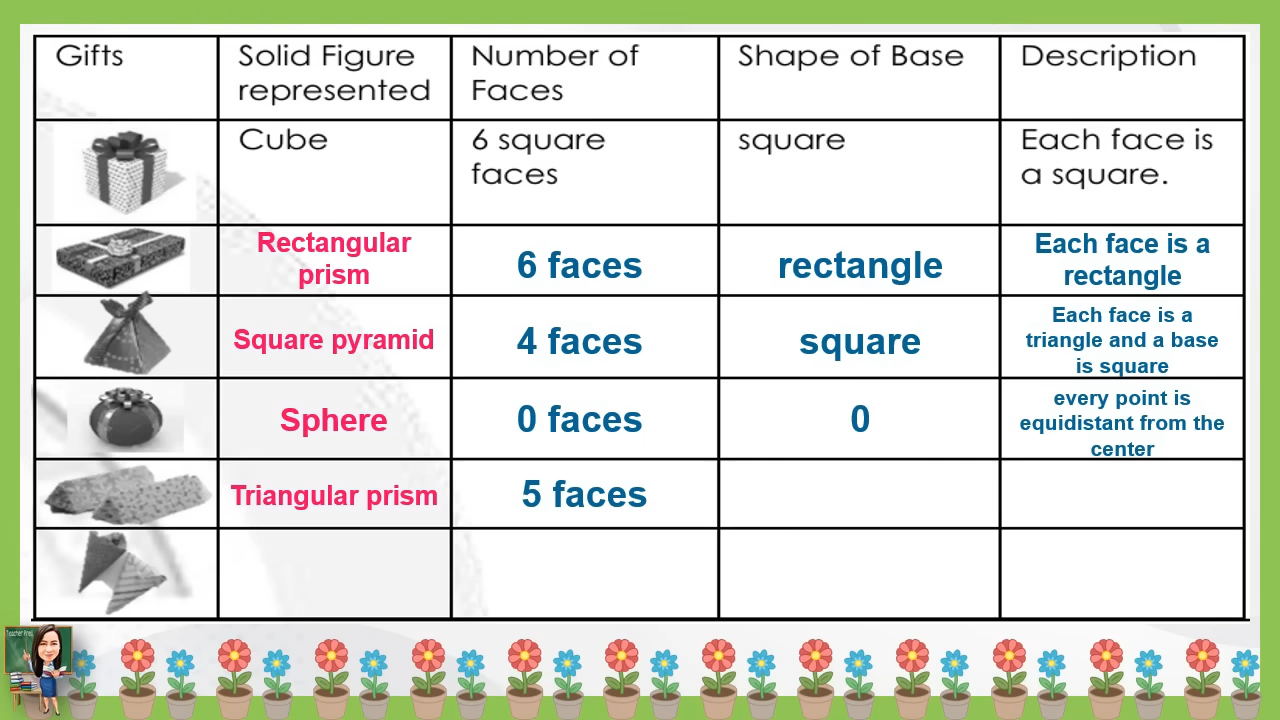 Gifts
Solid Figure
represented
Number of
Faces
Shape of Base
Description
Cube
6 square
faces
square
Each face is
a square.
Rectangular
prism
6 faces
rectangle
Each face is a
rectangle
Square pyramid
4 faces
square
Each face is a
triangle and a base
is square
Sphere
0 faces
0
every point is
equidistant from the
center
Triangular prism
5 faces